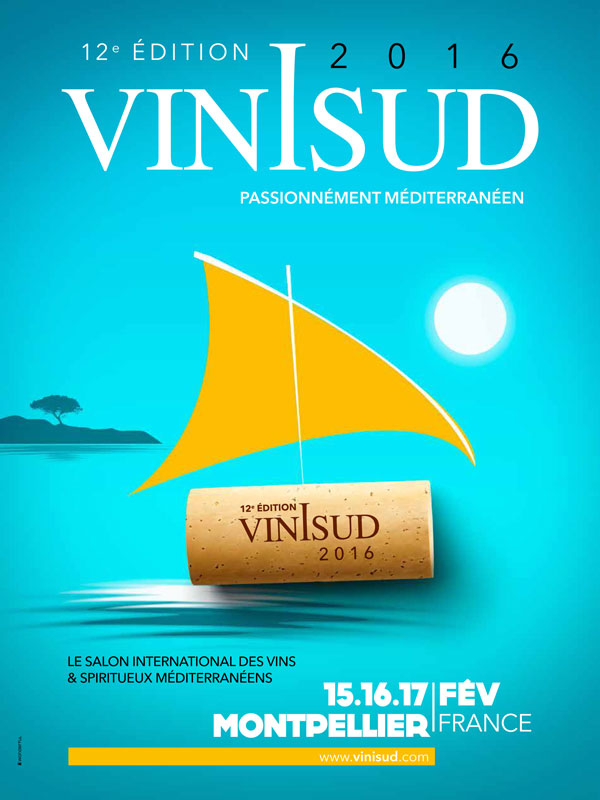 12e ÉDITION 2016
VINISUD
PASSIONNÉMENT MÉDITERRANÉEN
12e ÉDITION
VINISUD
2016
LE SALON INTERNATIONAL DES VINS
& SPIRITUEUX MÉDITERRANÉENS
15.16.17 FÊV
MONTPELLIER FRANCE
www.vinisud.com